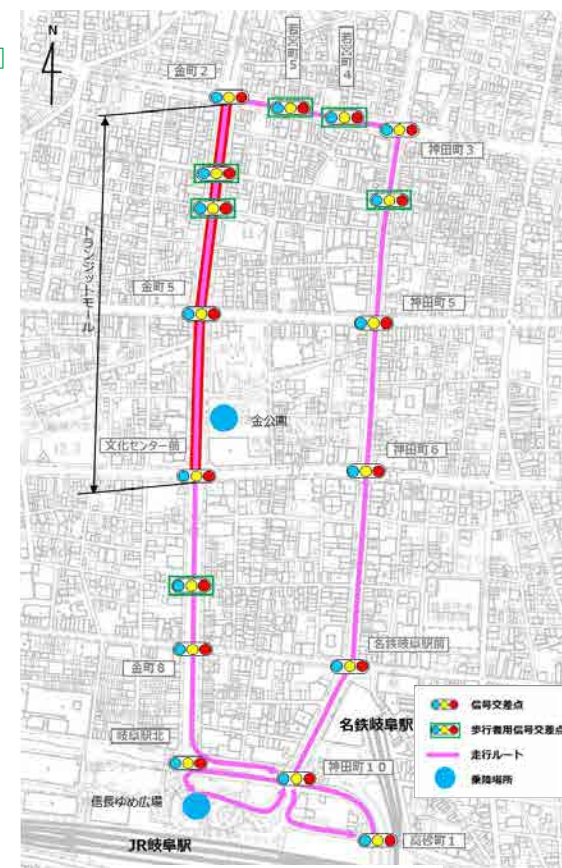 N
金町2
若宮町5
若宮町4
神田町3
トランジットモール
金町5
神田町5
金公園
文化センター前
神田町6
金町8
名鉄岐阜駅前
名鉄岐阜駅
岐阜駅北
神田町10
信長ゆめ広場
JR岐阜駅
高砂町1
信号交差点
歩行者用信号交差点
走行ルート
乗降場所